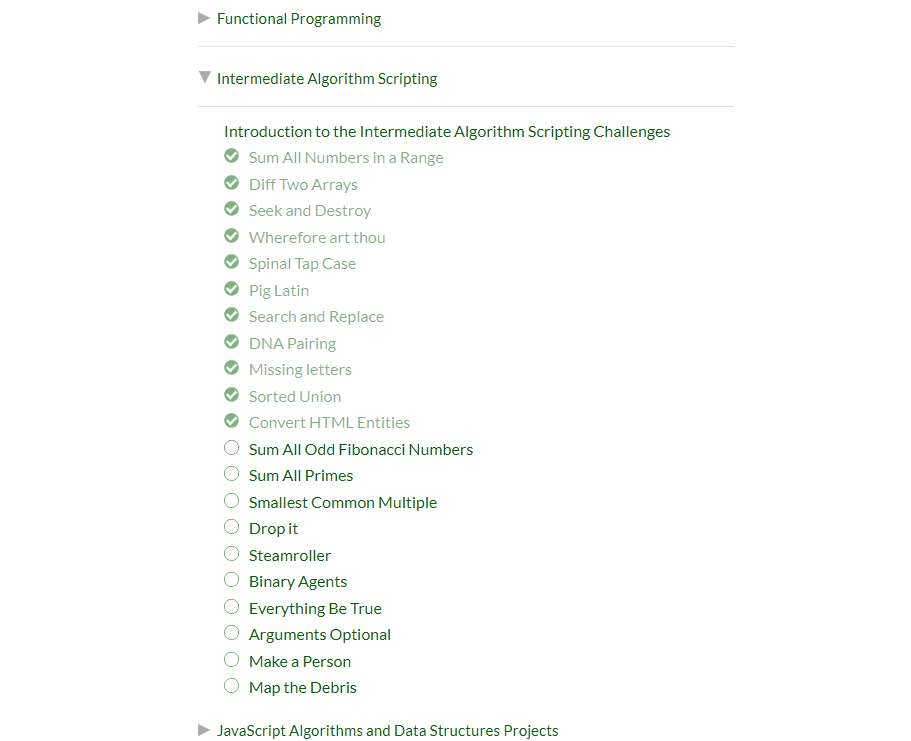 Functional Programming
Intermediate Algorithm Scripting
Introduction to the Intermediate Algorithm Scripting Challenges
Sum All Numbers in a Range
Diff Two Arrays
Seek and Destroy
Wherefore art thou
Spinal Tap Case
Pig Latin
Search and Replace
DNA Pairing
Missing letters
Sorted Union
Convert HTML Entities
Sum All Odd Fibonacci Numbers
Sum All Primes
Smallest Common Multiple
Drop it
Steamroller
Binary Agents
Everything Be True
Arguments Optional
Make a Person
Map the Debris
JavaScript Algorithms and Data Structures Projects